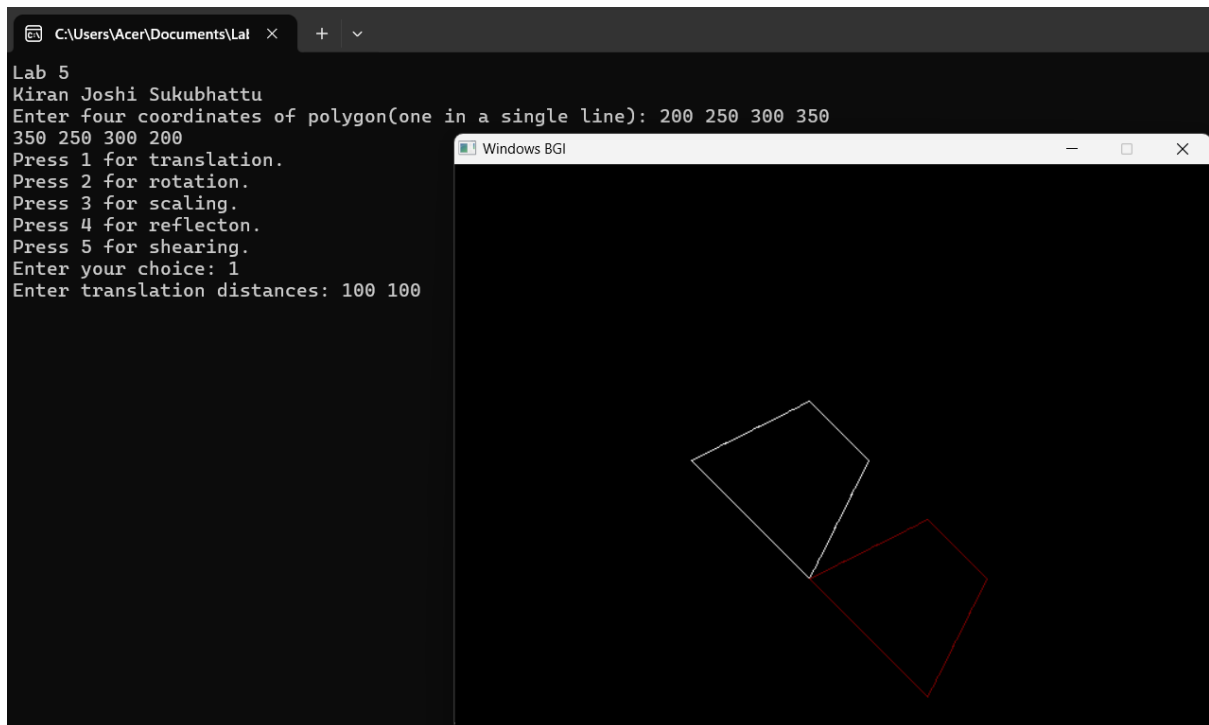 C:\Users\Acer\Documents\Lal
Lab 5
Kiran Joshi Sukubhattu
Enter four coordinates of polygon(one in a single line): 200 250 300 350
350 250 300 200
Press 1 for translation.
Press 2 for rotation.
Press 3 for scaling.
Press 4 for reflecton.
Press 5 for shearing.
Enter your choice: 1
Enter translation distances: 100 100
Windows BGI